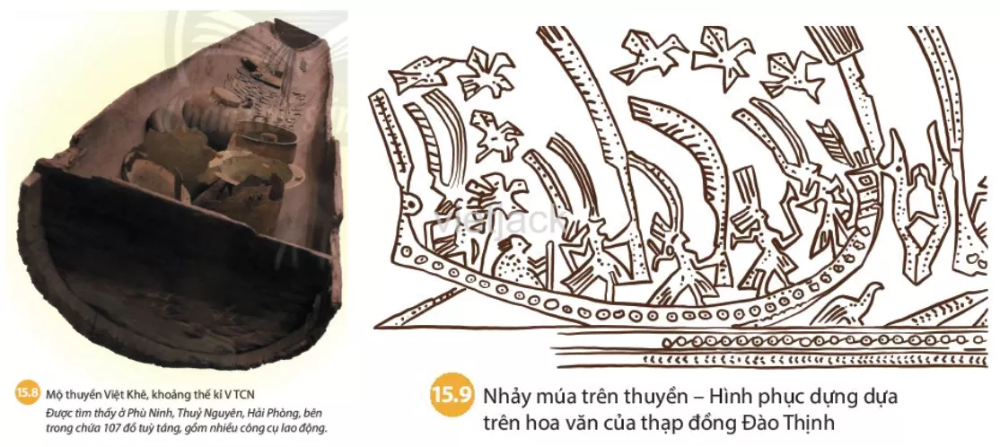 15.8 Mộ thuyền Việt Khê, khoảng thế kỉ V TCN
Được tìm thấy ở Phù Ninh, Thuỷ Nguyên, Hải Phòng, bên
trong chứa 107 đồ tuỳ táng, gồm nhiều công cụ lao động.
15.9 Nhảy múa trên thuyền – Hình phục dựng dựa
trên hoa văn của thạp đồng Đào Thịnh
vietjack